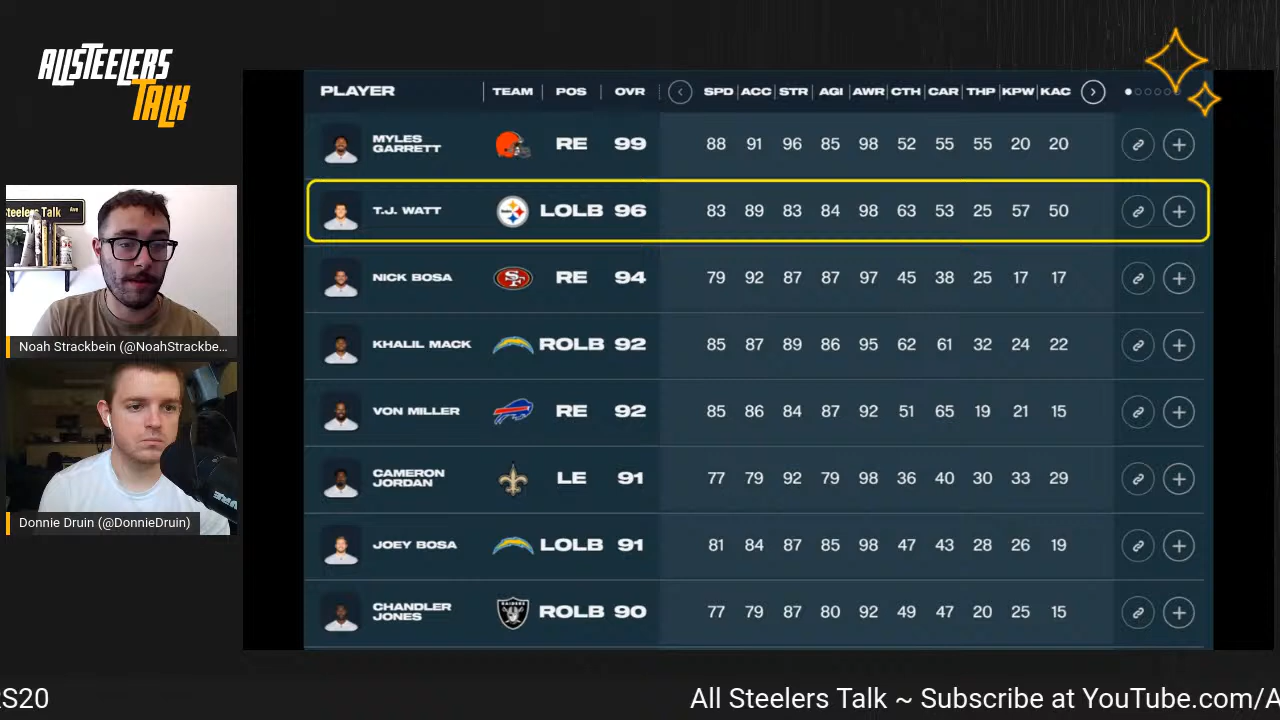 ALLSTEELERS
TALK
PLAYER TEAM POS OVR SPD ACC STR AGI AWR CTH CAR THP KPW KAC
MYLES
GARRETT RE 99 88 91 96 85 98 52 55 55 20 20
T.J. WATT LOLB 96 83 89 83 84 98 63 53 25 57 50
NICK BOSA SF RE 94 79 92 87 87 97 45 38 25 17 17
KHALIL MACK ROLB 92 85 87 89 86 95 62 61 32 24 22
VON MILLER RE 92 85 86 84 87 92 51 65 19 21 15
CAMERON
JORDAN LE 91 77 79 92 79 98 36 40 30 33 29
JOEY BOSA LOLB 91 81 84 87 85 98 47 43 28 26 19
CHANDLER
JONES RAIDERS ROLB 90 77 79 87 80 92 49 47 20 25 15
Steelers Talk Ave
Noah Strackbein (@NoahStrackbe...
Donnie Druin (@DonnieDruin)
RS20 All Steelers Talk ~ Subscribe at YouTube.com/A